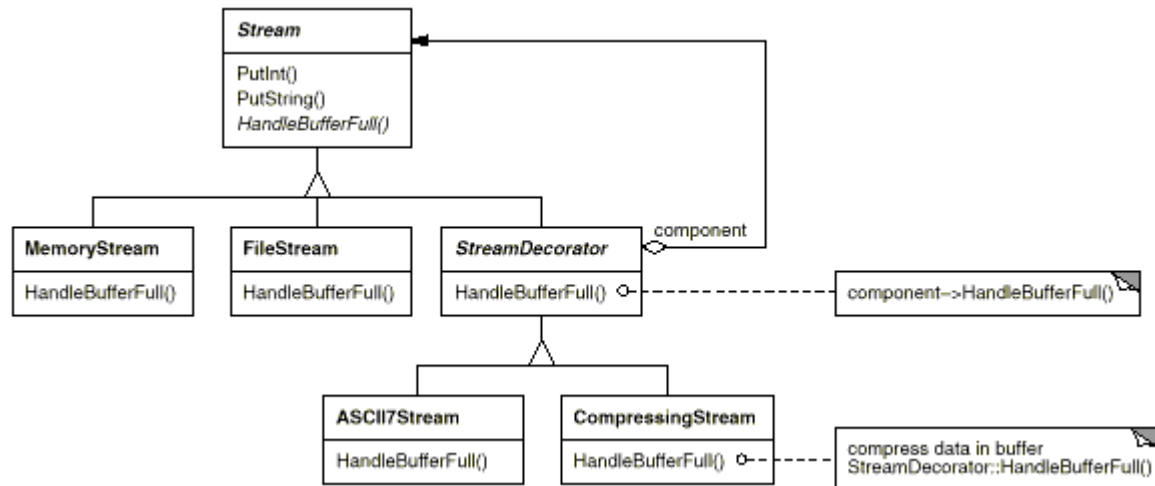 Stream
PutInt()
PutString()
HandleBufferFull()
component
MemoryStream
HandleBufferFull()
FileStream
HandleBufferFull()
StreamDecorator
HandleBufferFull()
component->HandleBufferFull()
ASCII7Stream
HandleBufferFull()
CompressingStream
HandleBufferFull()
compress data in buffer
StreamDecorator::HandleBufferFull()